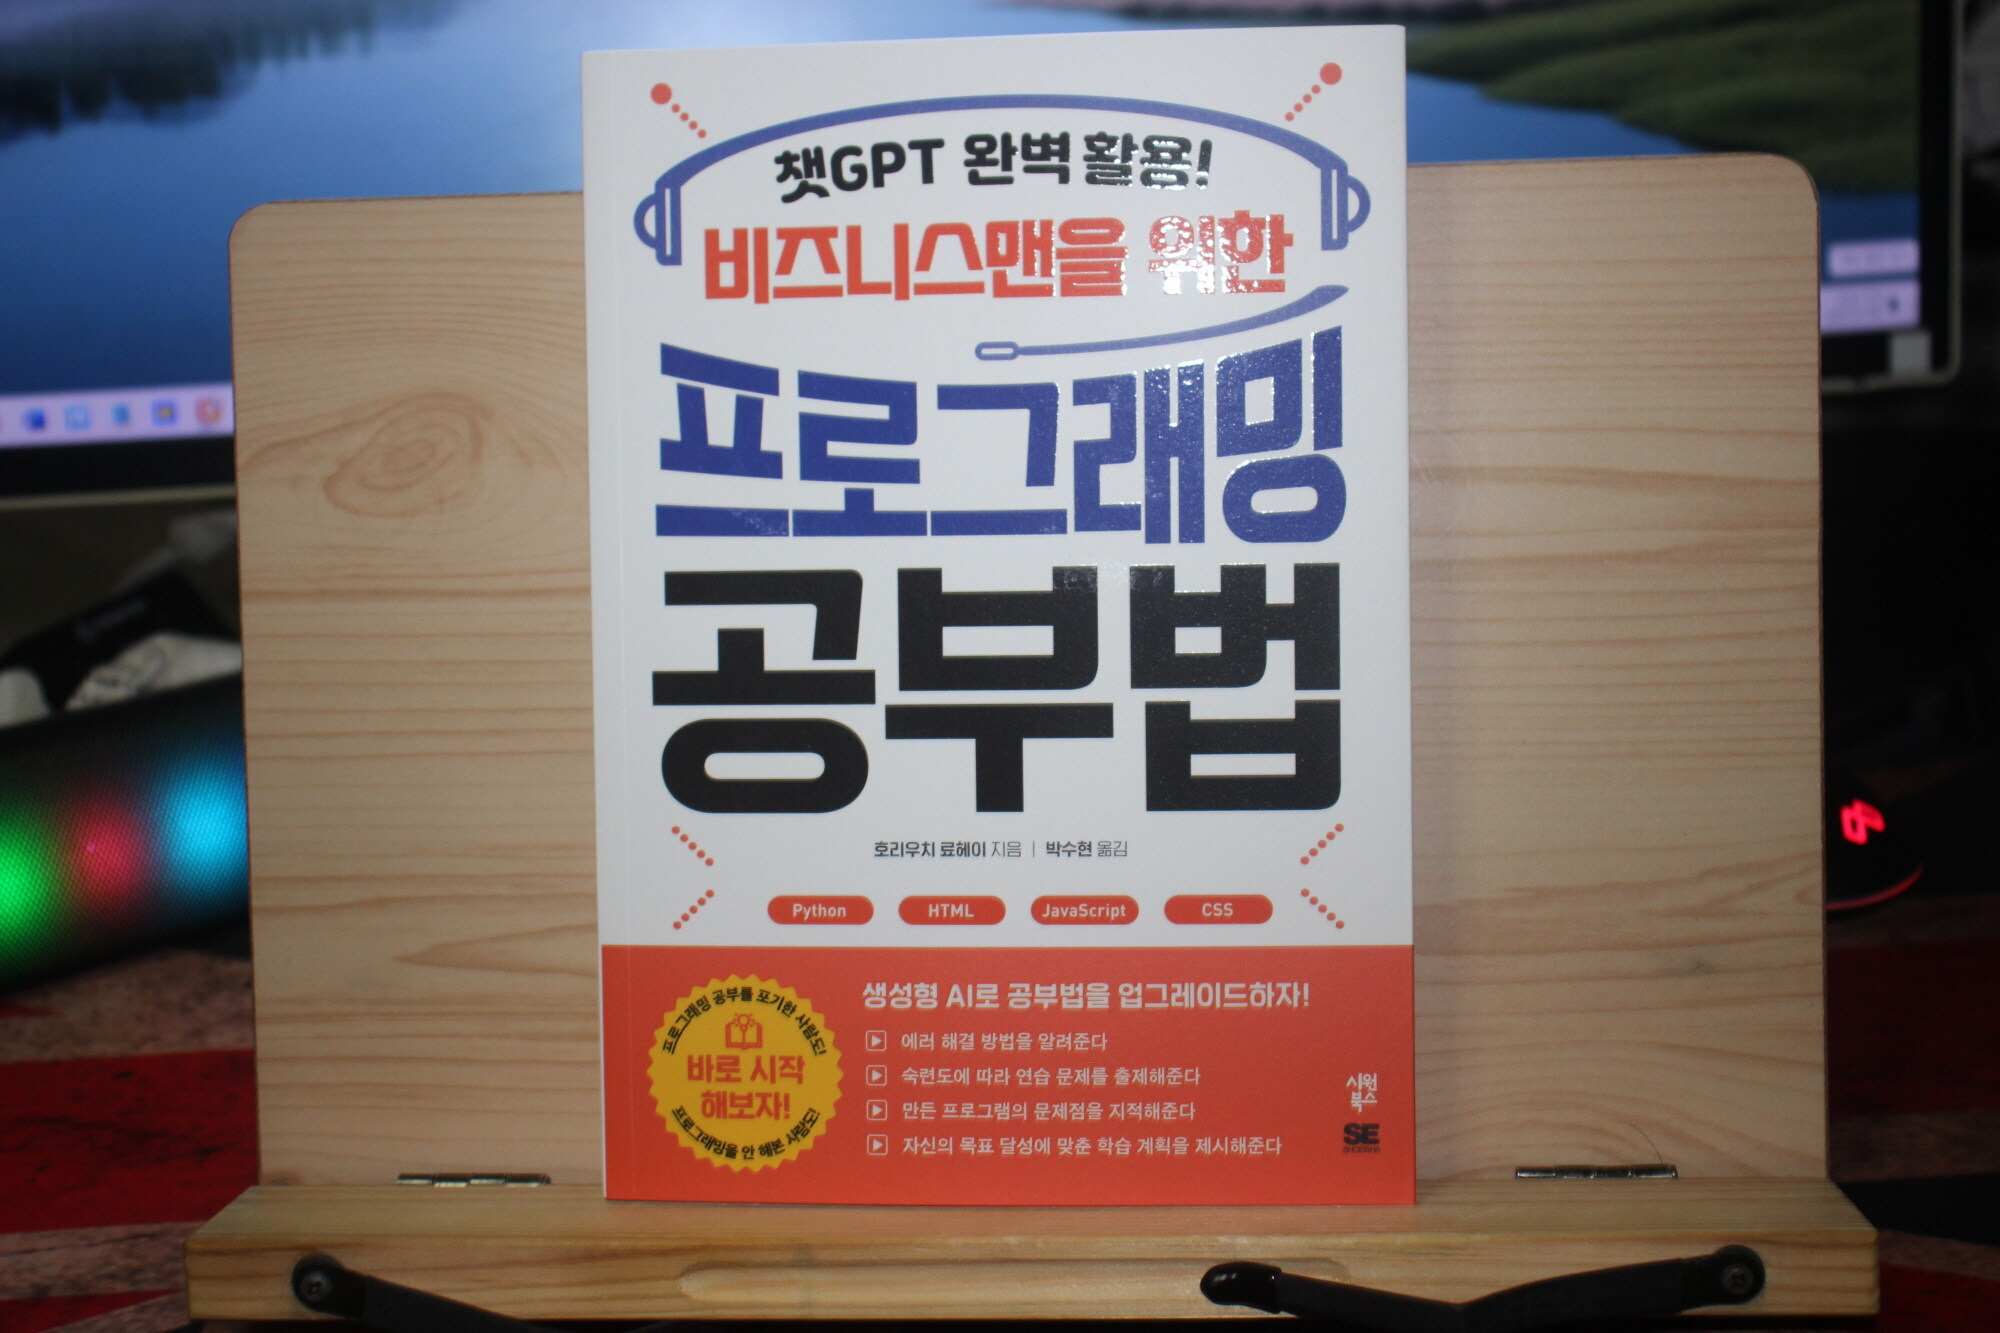 챗GPT 완벽 활용!
비즈니스맨을 위한
프로그래밍
공부법
호리우치 료헤이 지음 | 박수현 옮김
Python HTML JavaScript CSS
프로그래밍 공부를 포기한 사람도!
바로 시작
해보자!
프로그래밍을 안 해본 사람도!
생성형 AI로 공부법을 업그레이드하자!
에러 해결 방법을 알려준다
숙련도에 따라 연습 문제를 출제해준다
만든 프로그램의 문제점을 지적해준다
자신의 목표 달성에 맞춘 학습 계획을 제시해준다
시원
북스
SE
SHOEISHA